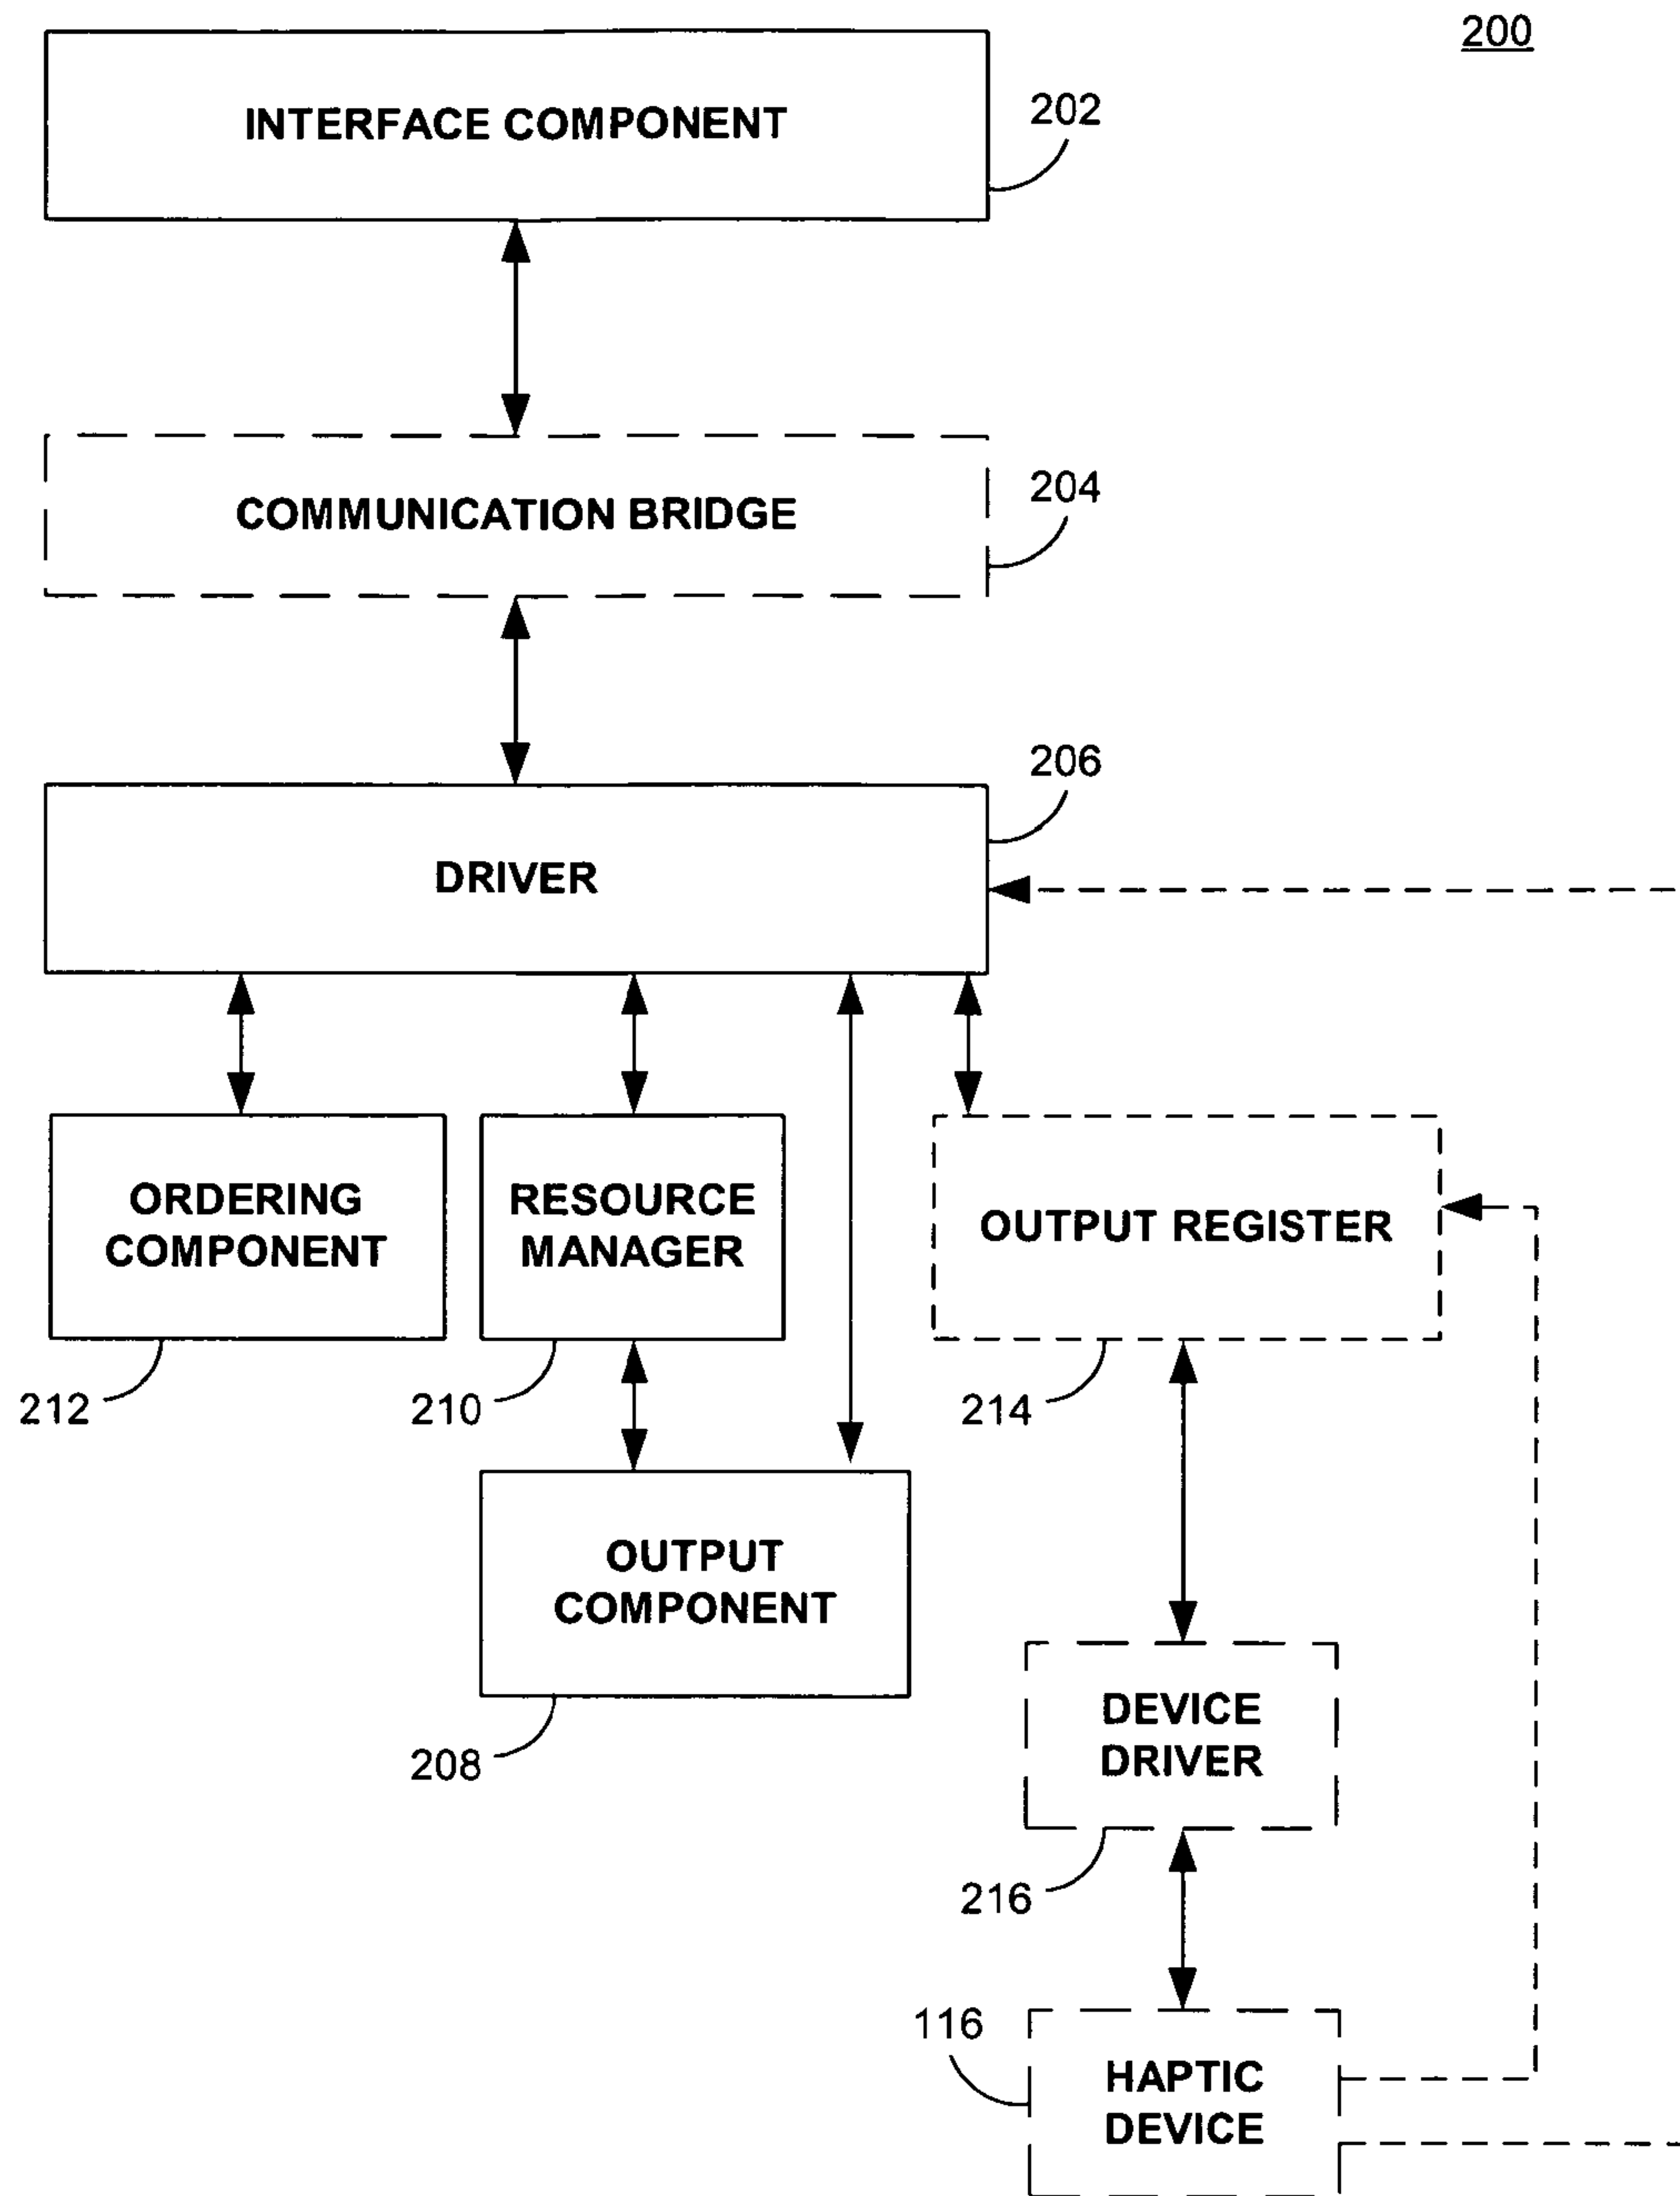 200
INTERFACE COMPONENT
202
COMMUNICATION BRIDGE
204
206
DRIVER
ORDERING
COMPONENT
RESOURCE
MANAGER
OUTPUT REGISTER
212
210
214
OUTPUT
COMPONENT
208
DEVICE
DRIVER
216
116
HAPTIC
DEVICE